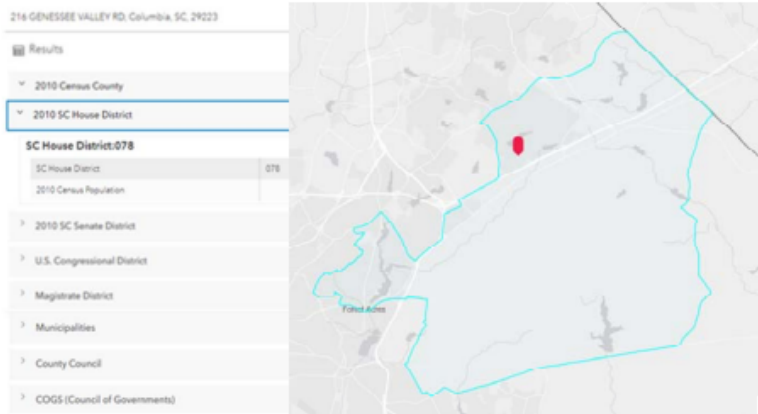 216 GENESSEE VALLEY RD, Columbia, SC, 29223
Results
2010 Census County
2010 SC House District
SC House District:078
SC House District 078
2010 Census Population
2010 SC Senate District
U.S. Congressional District
Magistrate District
Municipalities
County Council
COGS (Council of Governments)
Forest Acres